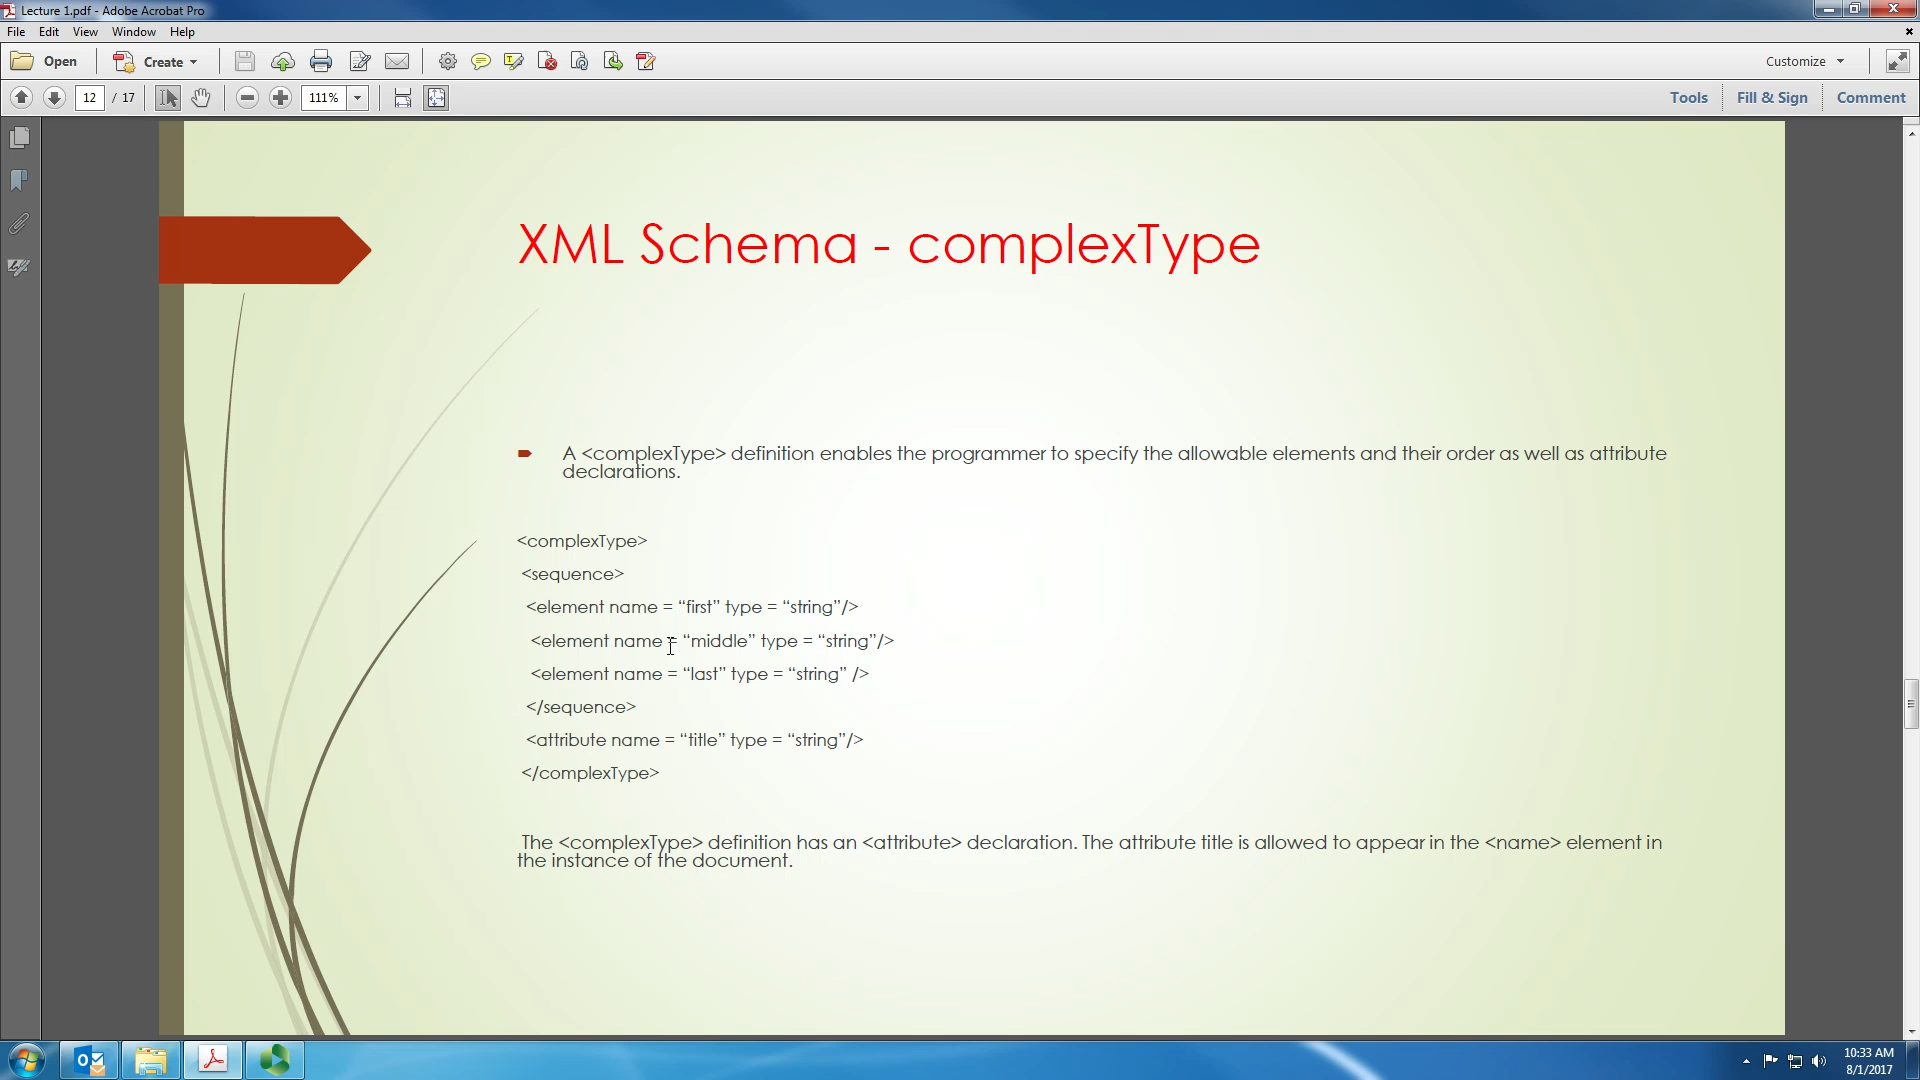 Lecture 1.pdf - Adobe Acrobat Pro
File Edit View Window Help
Open Create Customize
12 / 17 111% Tools Fill & Sign Comment
XML Schema - complexType
A <complexType> definition enables the programmer to specify the allowable elements and their order as well as attribute
declarations.
<complexType>
<sequence>
<element name = “first” type = “string”/>
<element name = “middle” type = “string”/>
<element name = “last” type = “string” />
</sequence>
<attribute name = “title” type = “string”/>
</complexType>
The <complexType> definition has an <attribute> declaration. The attribute title is allowed to appear in the <name> element in
the instance of the document.
10:33 AM
8/1/2017